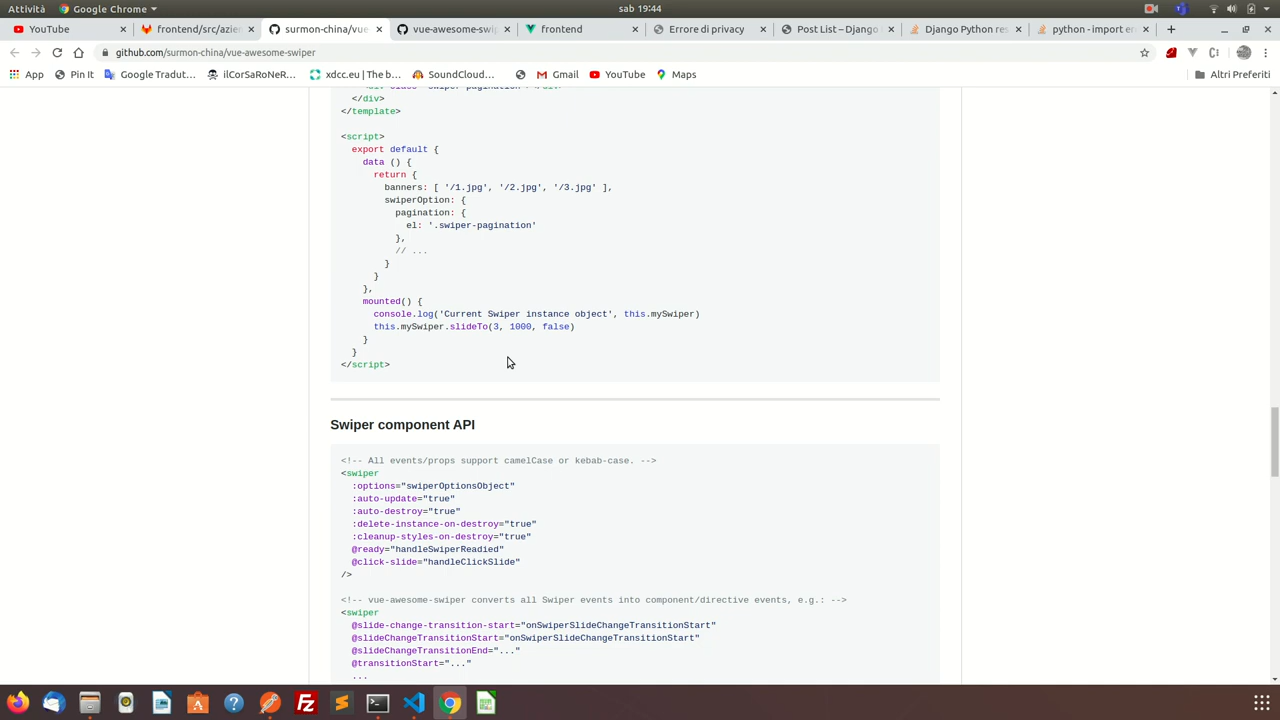 Attività
Google Chrome
sab 19:44
YouTube
frontend/src/azien
surmon-china/vue
vue-awesome-swip
frontend
Errore di privacy
Post List – Django
Django Python res
python - import er
github.com/surmon-china/vue-awesome-swiper
App
Pin It
Google Tradut...
ilCorSaRoNeR...
xdcc.eu | The b...
SoundCloud...
Gmail
YouTube
Maps
Altri Preferiti
</div>
</template>
<script>
export default {
data () {
return {
banners: [ '/1.jpg', '/2.jpg', '/3.jpg' ],
swiperOption: {
pagination: {
el: '.swiper-pagination'
},
// ...
}
}
},
mounted() {
console.log('Current Swiper instance object', this.mySwiper)
this.mySwiper.slideTo(3, 1000, false)
}
}
</script>
Swiper component API
<!-- All events/props support camelCase or kebab-case. -->
<swiper
:options="swiperOptionsObject"
:auto-update="true"
:auto-destroy="true"
:delete-instance-on-destroy="true"
:cleanup-styles-on-destroy="true"
@ready="handleSwiperReadied"
@click-slide="handleClickSlide"
/>
<!-- vue-awesome-swiper converts all Swiper events into component/directive events, e.g.: -->
<swiper
@slide-change-transition-start="onSwiperSlideChangeTransitionStart"
@slideChangeTransitionStart="onSwiperSlideChangeTransitionStart"
@slideChangeTransitionEnd="..."
@transitionStart="..."
...